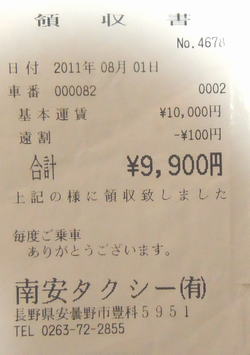 領収書
No.4678
日付 2011年08月01日
車番 000082 0002
基本運賃 ¥10,000円
遠割 -¥100円
合計 ¥9,900円
上記の様に領収致しました
毎度ご乗車
ありがとうございます。
南安タクシー(有)
長野県安曇野市豊科5951
TEL 0263-72-2855